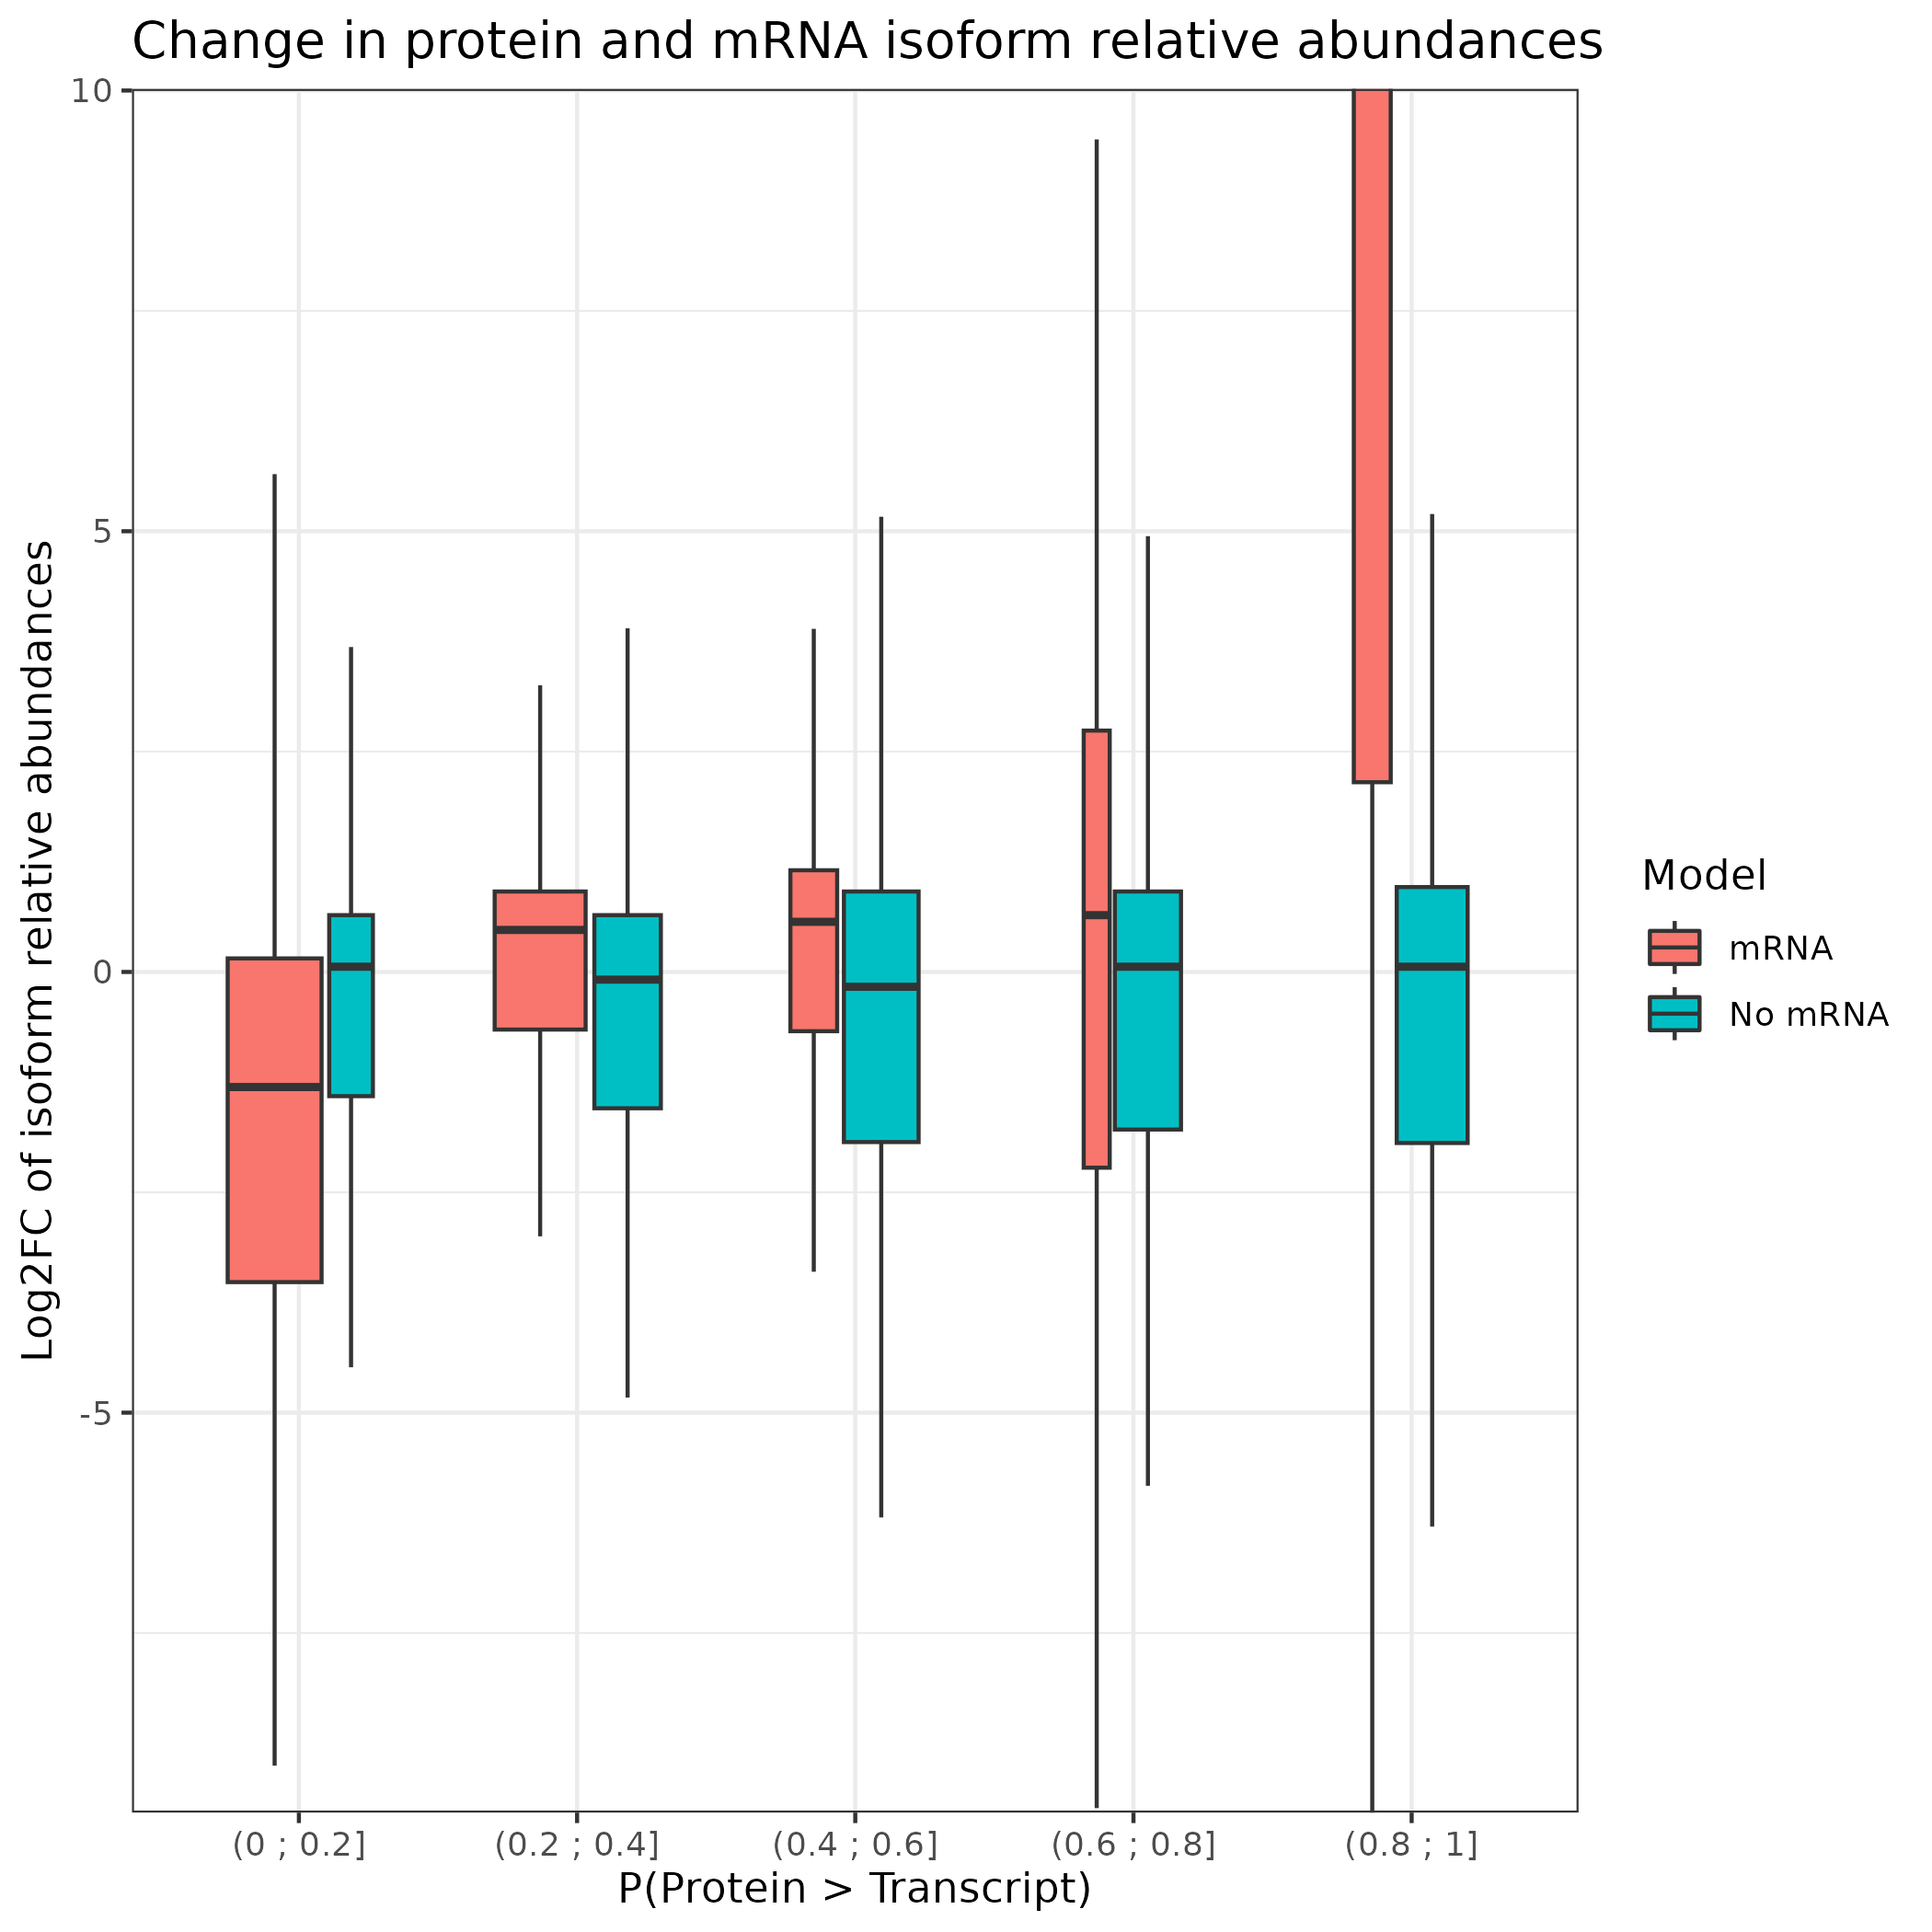 Change in protein and mRNA isoform relative abundances
Log2FC of isoform relative abundances
10
5
0
-5
(0 ; 0.2]
(0.2 ; 0.4]
(0.4 ; 0.6]
(0.6 ; 0.8]
(0.8 ; 1]
P(Protein > Transcript)
Model
mRNA
No mRNA